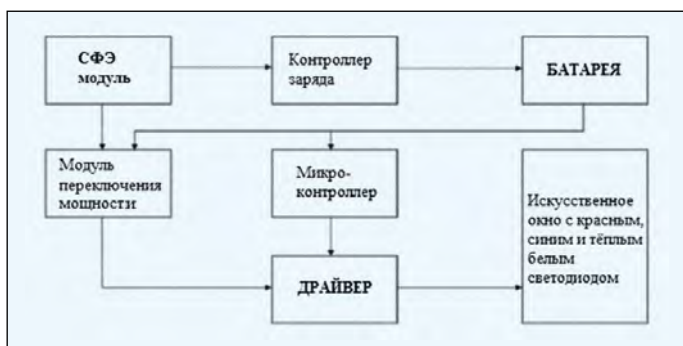 СФЭ
модуль
Контроллер
заряда
БАТАРЕЯ
Модуль
переключения
мощности
Микро-
контроллер
Искусственное
окно с красным,
синим и тёплым
белым
светодиодом
ДРАЙВЕР